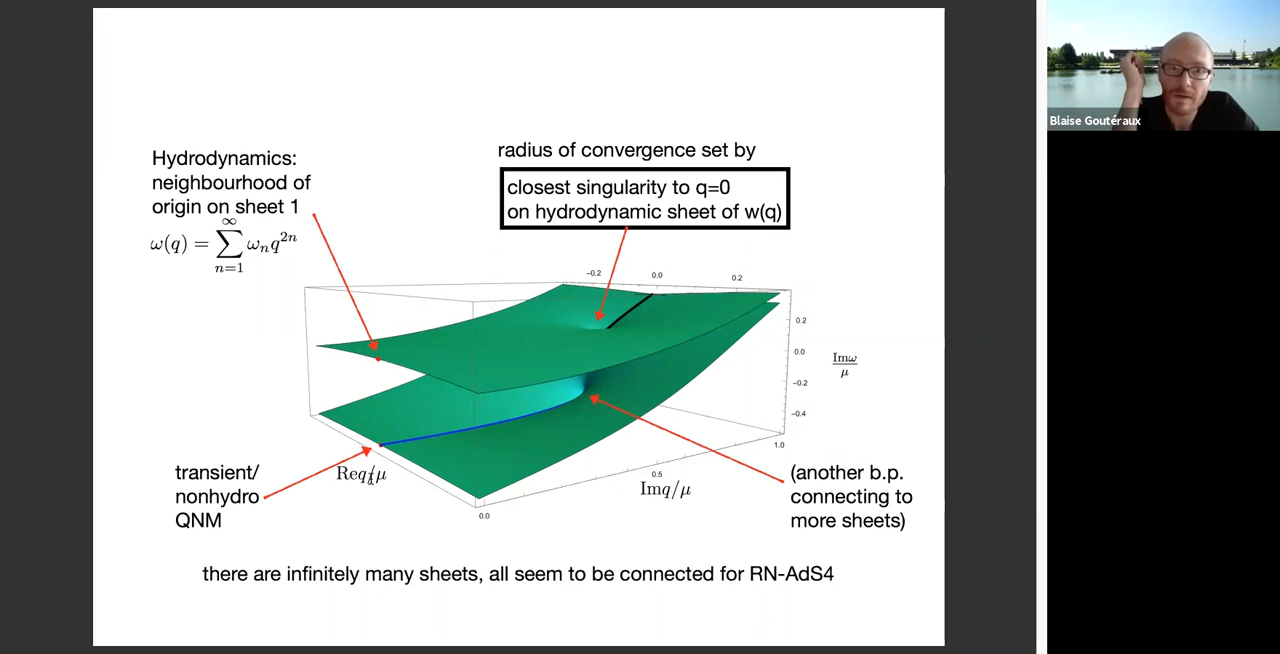 Hydrodynamics:
neighbourhood of
origin on sheet 1
ω(q) = ∑_{n=1}^{∞} ω_n q^{2n}
radius of convergence set by
closest singularity to q=0
on hydrodynamic sheet of w(q)
-0.2
0.0
0.2
0.2
0.0
-0.2
-0.4
Imω
μ
1.0
0.5
Imq/μ
0.0
Req/μ
transient/
nonhydro
QNM
(another b.p.
connecting to
more sheets)
there are infinitely many sheets, all seem to be connected for RN-AdS4
Blaise Goutéraux